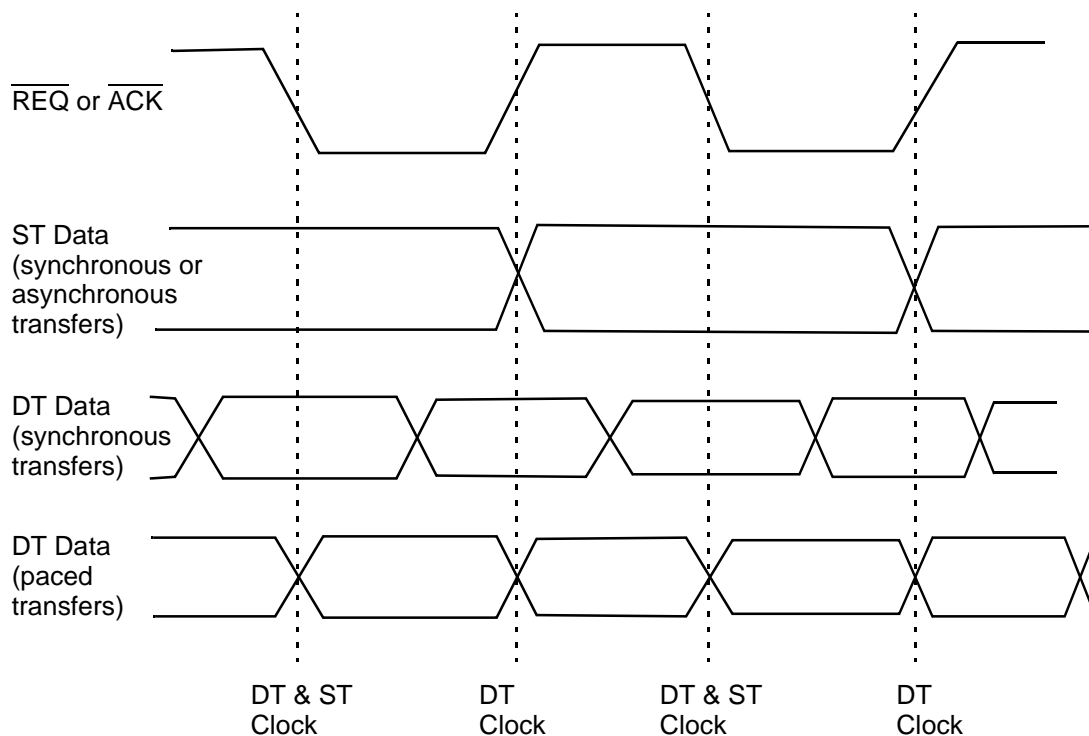 REQ or ACK
ST Data
(synchronous or
asynchronous
transfers)
DT Data
(synchronous
transfers)
DT Data
(paced
transfers)
DT & ST
Clock
DT
Clock
DT & ST
Clock
DT
Clock